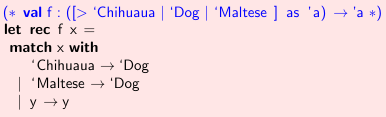 (* val f : ([> `Chihuaua | `Dog | `Maltese ] as 'a) → 'a *)
let rec f x =
match x with
`Chihuaua → `Dog
| `Maltese → `Dog
| y → y